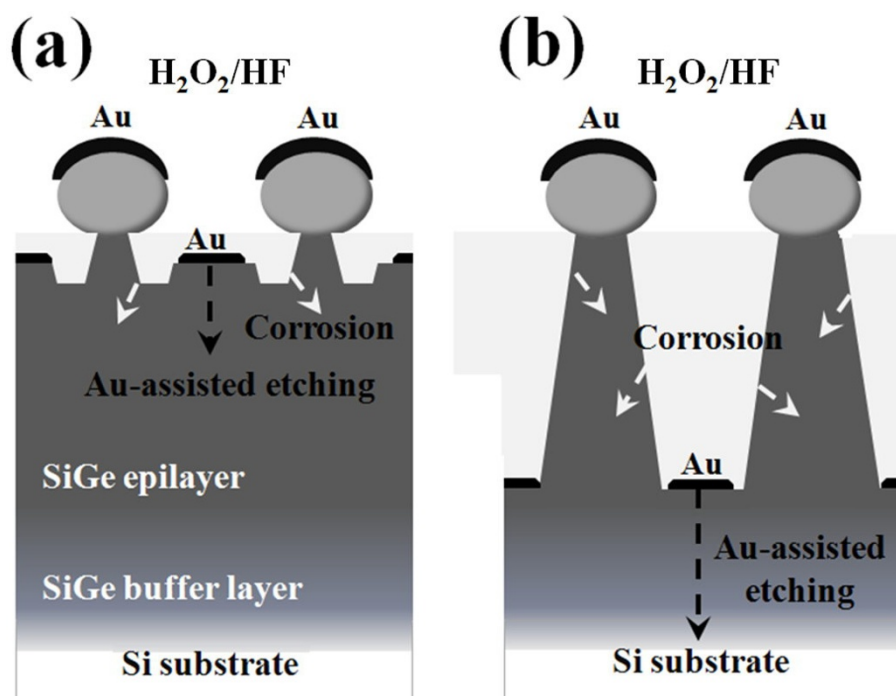 (a)
H₂O₂/HF
Au
Au
Au
Corrosion
Au-assisted etching
SiGe epilayer
SiGe buffer layer
Si substrate
(b)
H₂O₂/HF
Au
Au
Corrosion
Au
Au-assisted
etching
Si substrate